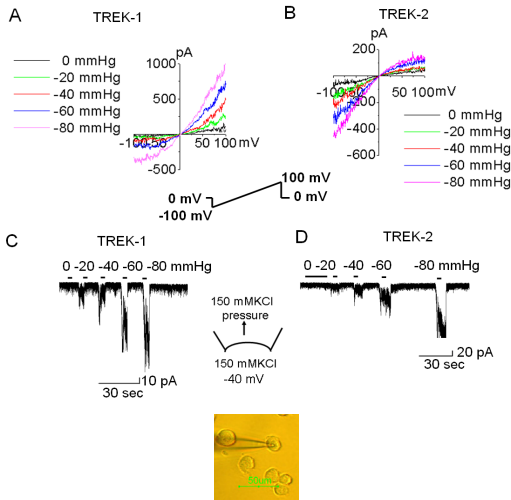 A
TREK-1
B
TREK-2
0 mmHg
-20 mmHg
-40 mmHg
-60 mmHg
-80 mmHg
pA
1000
500
-100 -50
50 100 mV
-500
pA
200
-100 -50
50 100 mV
-200
-400
-600
0 mmHg
-20 mmHg
-40 mmHg
-60 mmHg
-80 mmHg
0 mV
-100 mV
100 mV
0 mV
C
TREK-1
D
TREK-2
0 -20 -40 -60 -80 mmHg
10 pA
30 sec
150 mMKCl
pressure
150 mMKCl
-40 mV
0 -20 -40 -60 -80 mmHg
20 pA
30 sec